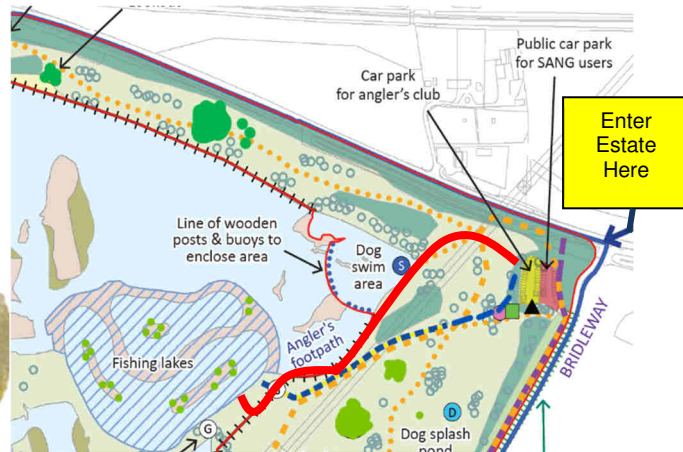 Public car park
for SANG users
Car park
for angler's club
Enter
Estate
Here
Line of wooden
posts & buoys to
enclose area
Dog
swim
area
S
Angler's
footpath
Fishing lakes
BRIDLEWAY
G
D
Dog splash
pond